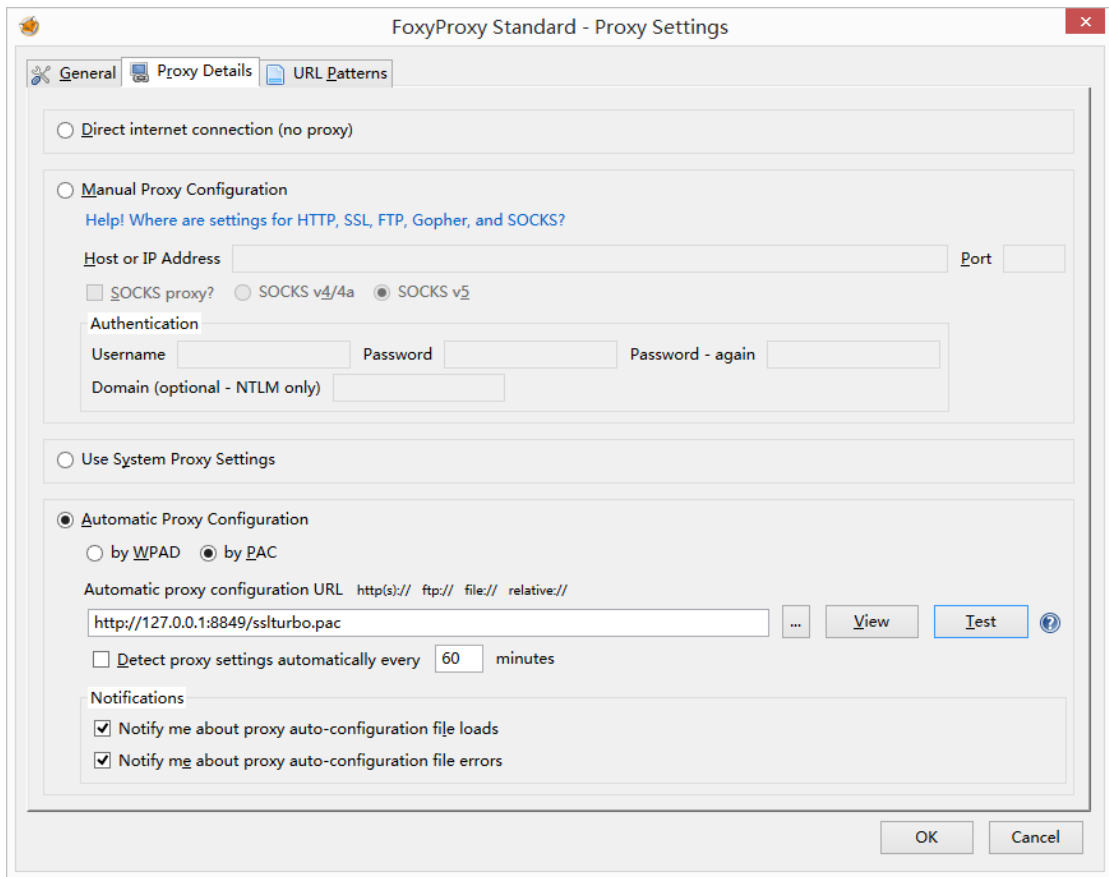 FoxyProxy Standard - Proxy Settings
General Proxy Details URL Patterns
Direct internet connection (no proxy)
Manual Proxy Configuration
Help! Where are settings for HTTP, SSL, FTP, Gopher, and SOCKS?
Host or IP Address Port
SOCKS proxy? SOCKS v4/4a SOCKS v5
Authentication
Username Password Password - again
Domain (optional - NTLM only)
Use System Proxy Settings
Automatic Proxy Configuration
by WPAD by PAC
Automatic proxy configuration URL http(s):// ftp:// file:// relative://
http://127.0.0.1:8849/sslturbo.pac ... View Test
Detect proxy settings automatically every 60 minutes
Notifications
Notify me about proxy auto-configuration file loads
Notify me about proxy auto-configuration file errors
OK Cancel